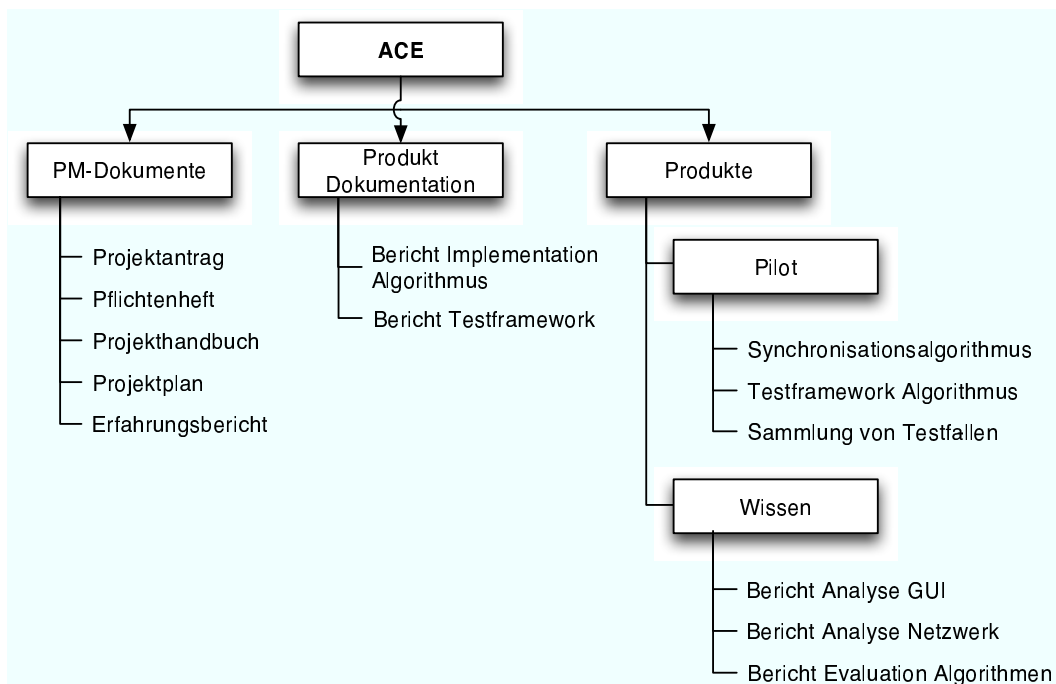 ACE
PM-Dokumente
Projektantrag
Pflichtenheft
Projekthandbuch
Projektplan
Erfahrungsbericht
Produkt
Dokumentation
Bericht Implementation
Algorithmus
Bericht Testframework
Produkte
Pilot
Synchronisationsalgorithmus
Testframework Algorithmus
Sammlung von Testfallen
Wissen
Bericht Analyse GUI
Bericht Analyse Netzwerk
Bericht Evaluation Algorithmen